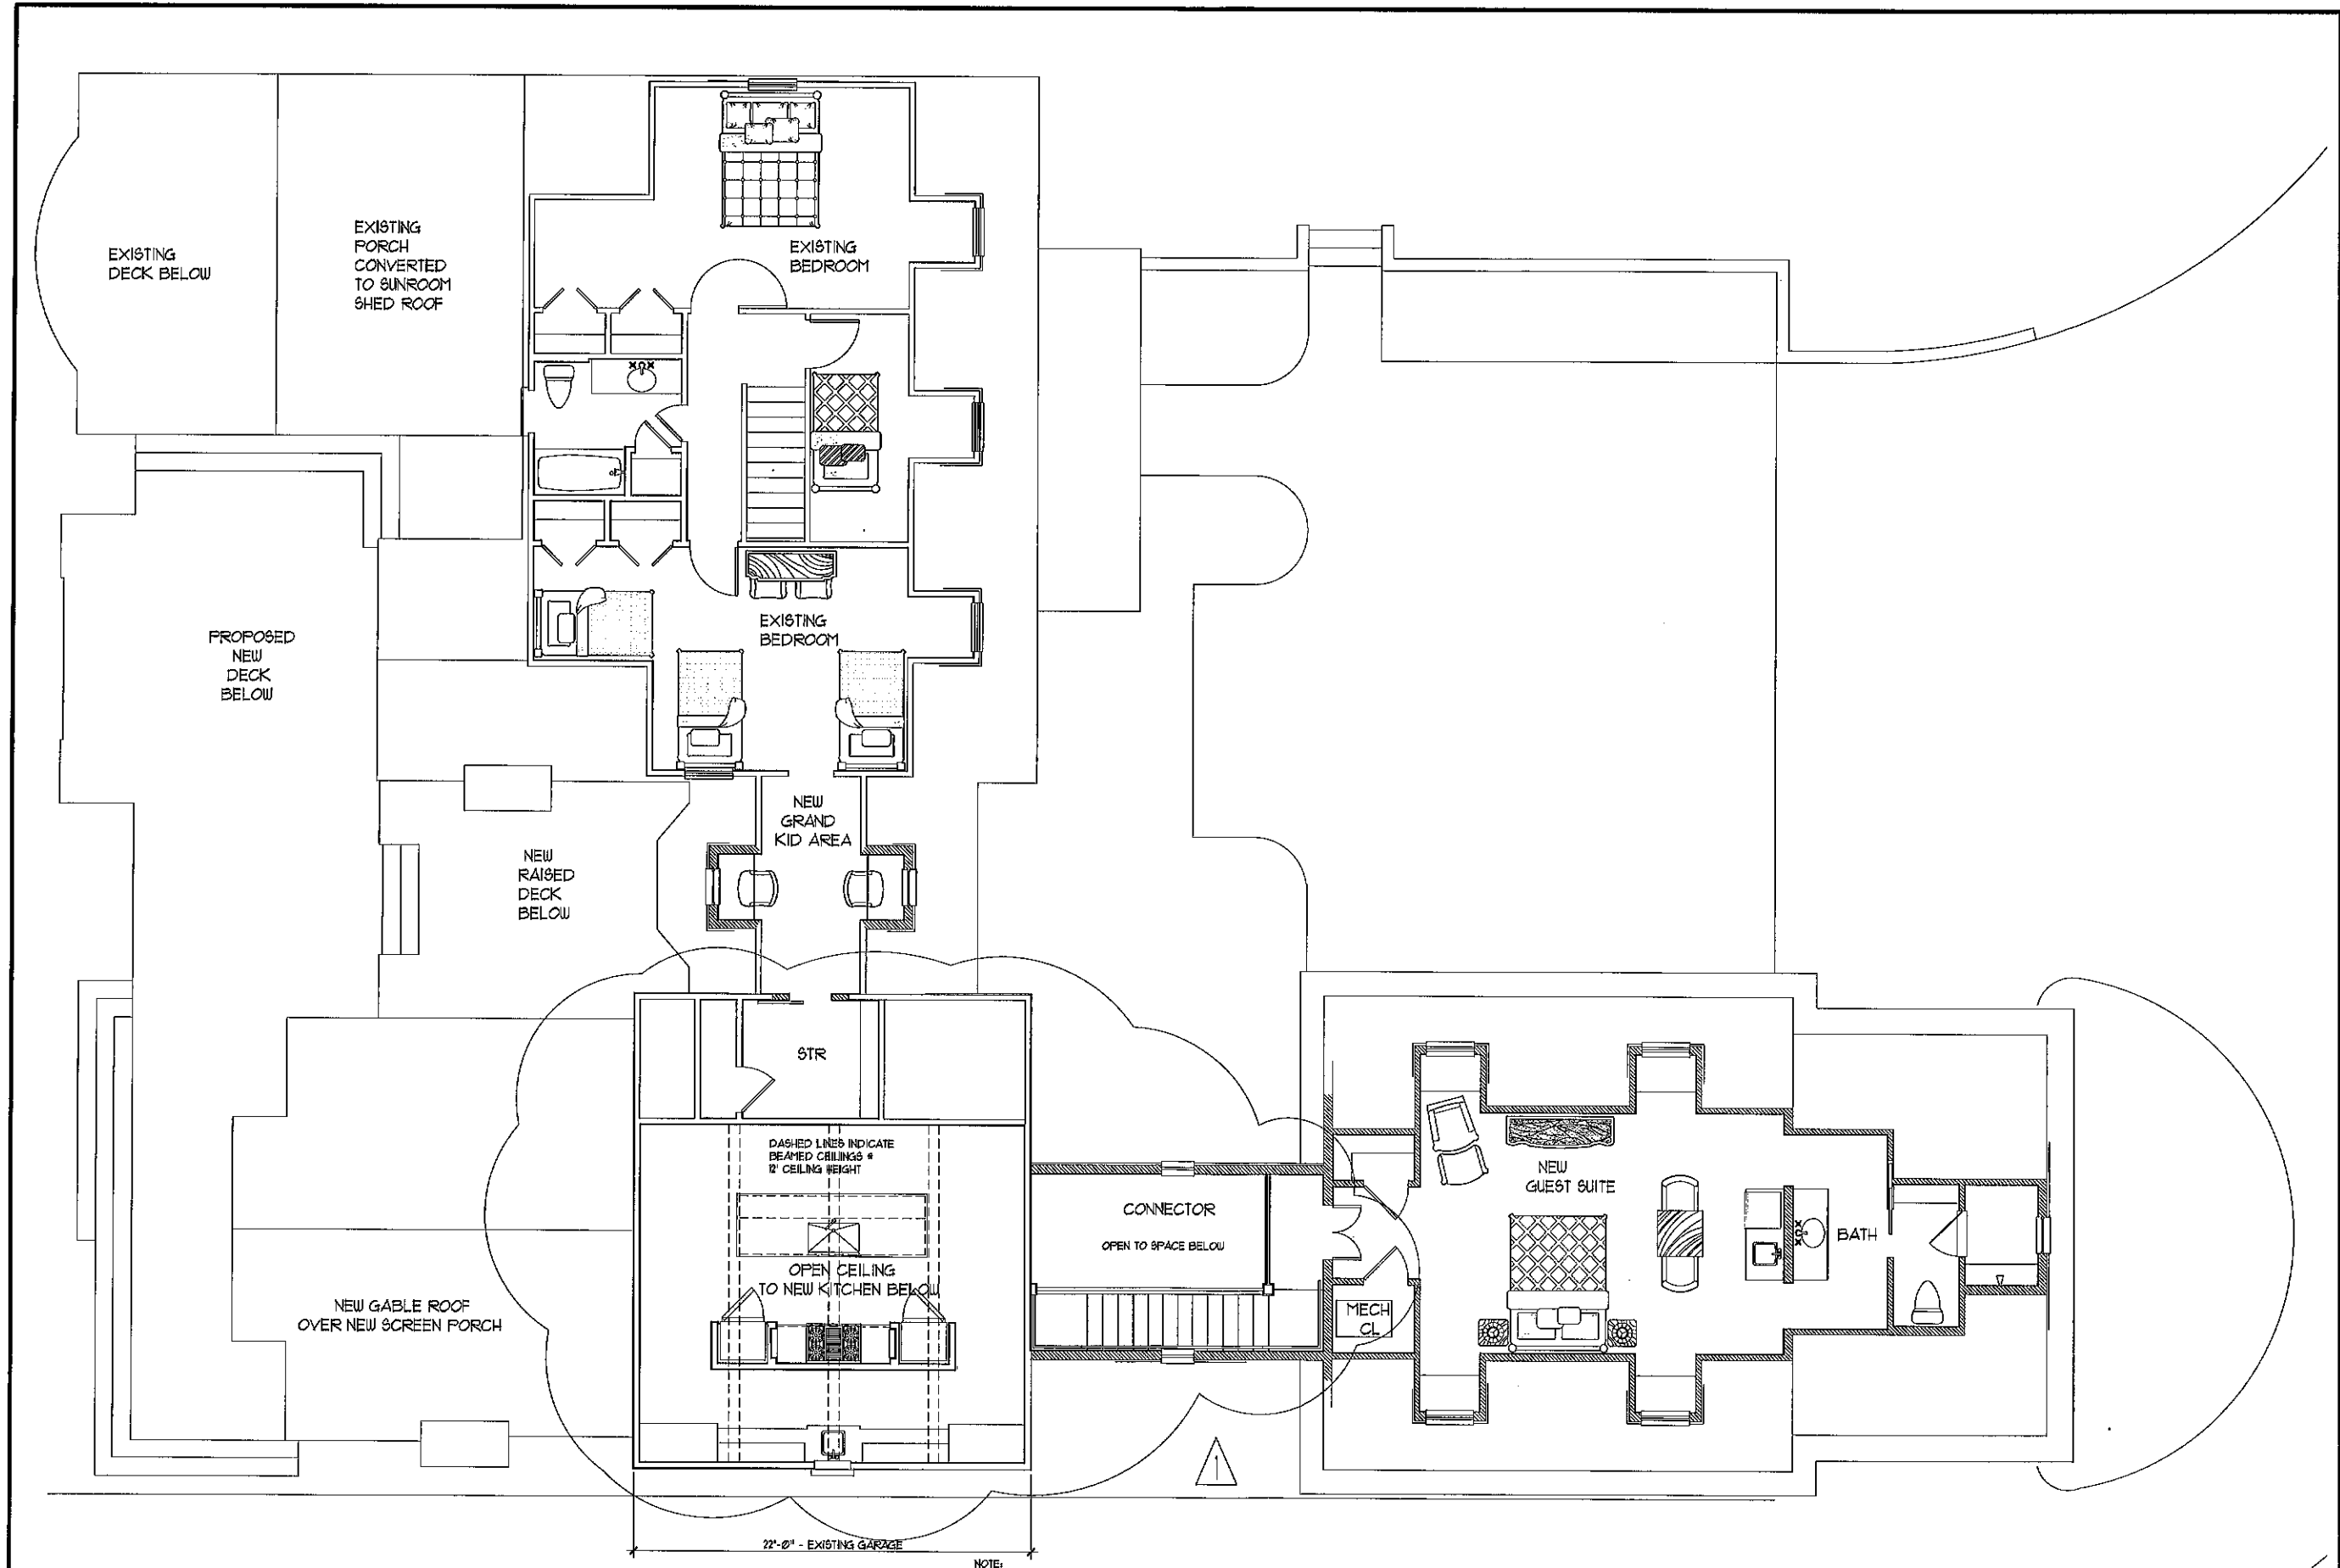 EXISTING
DECK BELOW
EXISTING
PORCH
CONVERTED
TO SUNROOM
SHED ROOF
EXISTING
BEDROOM
PROPOSED
NEW
DECK
BELOW
EXISTING
BEDROOM
NEW
GRAND
KID AREA
NEW
RAISED
DECK
BELOW
STR
DASHED LINES INDICATE
BEAMED CEILINGS @
12' CEILING HEIGHT
OPEN CEILING
TO NEW KITCHEN BELOW
NEW GABLE ROOF
OVER NEW SCREEN PORCH
CONNECTOR
OPEN TO SPACE BELOW
MECH
CL
NEW
GUEST SUITE
BATH
1
22'-0" - EXISTING GARAGE
NOTE: